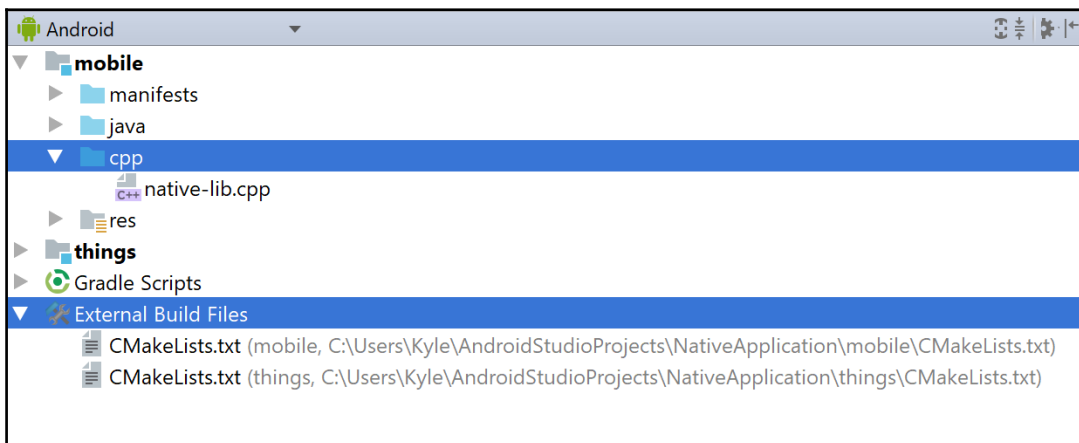 Android
mobile
manifests
java
cpp
C++ native-lib.cpp
res
things
Gradle Scripts
External Build Files
CMakeLists.txt (mobile, C:\Users\Kyle\AndroidStudioProjects\NativeApplication\mobile\CMakeLists.txt)
CMakeLists.txt (things, C:\Users\Kyle\AndroidStudioProjects\NativeApplication\things\CMakeLists.txt)